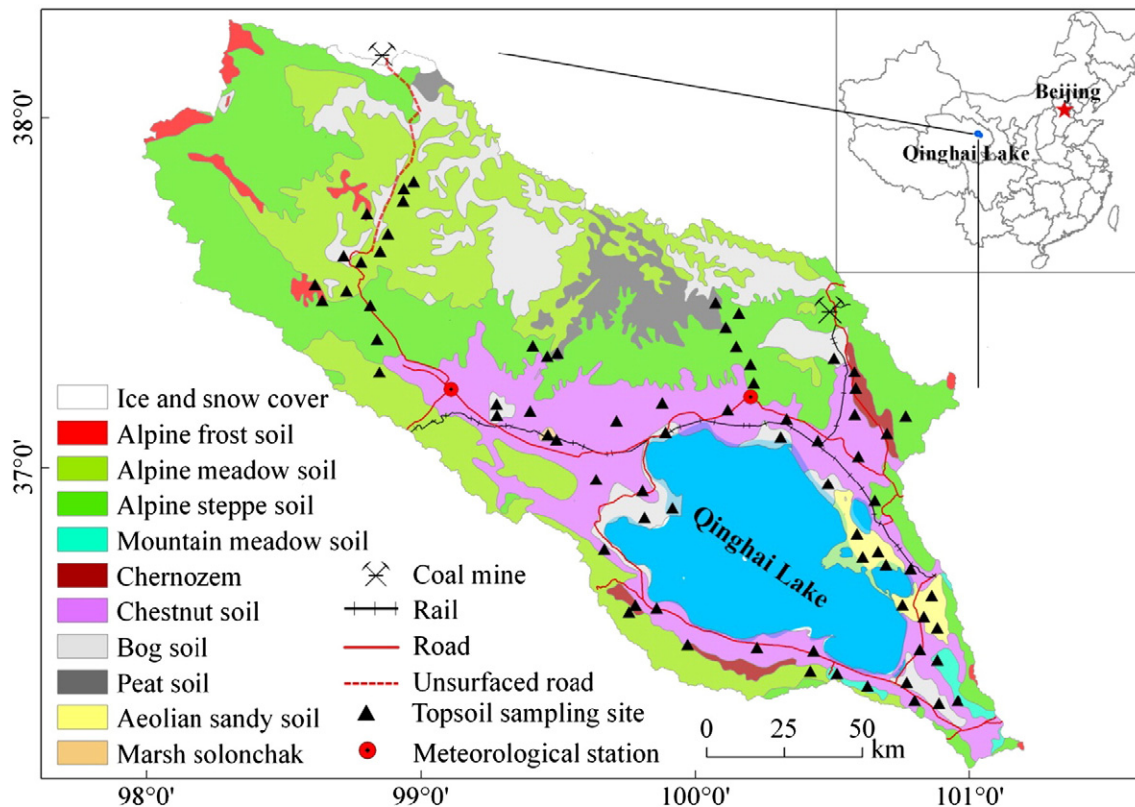 38°0'
37°0'
98°0'
99°0'
100°0'
101°0'
Beijing
Qinghai Lake
Qinghai Lake
Ice and snow cover
Alpine frost soil
Alpine meadow soil
Alpine steppe soil
Mountain meadow soil
Chernozem
Chestnut soil
Bog soil
Peat soil
Aeolian sandy soil
Marsh solonchak
Coal mine
Rail
Road
Unsurfaced road
Topsoil sampling site
Meteorological station
0 25 50
km